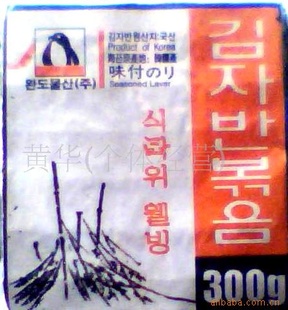 완도물산(주)
김자반원산지:국산
Product of Korea
味付のリ
Seasoned Laver
김자반볶음
식탁위 웰빙
黄华(个体经营)
300g
anbaba.com.cn